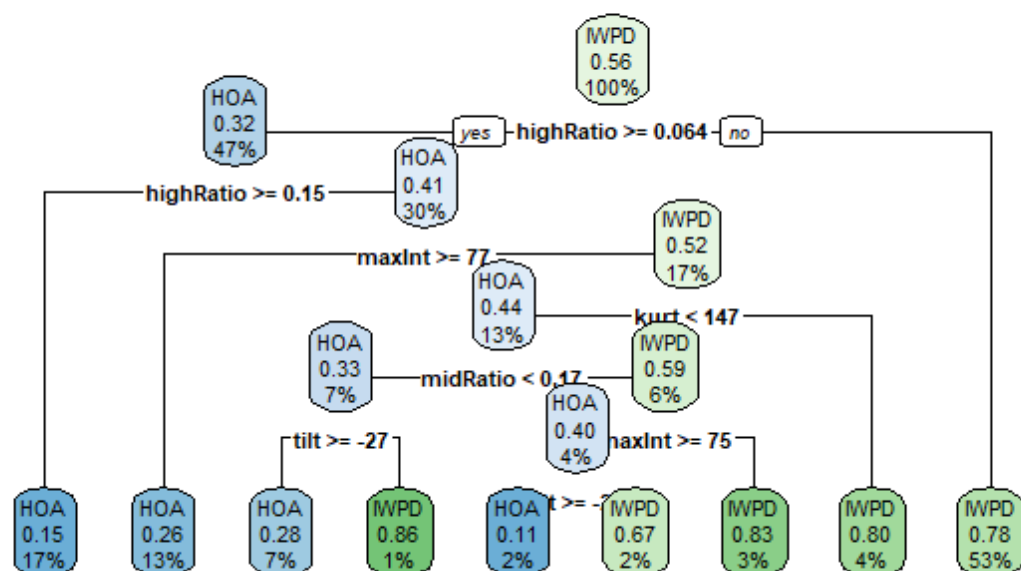 IWPD
0.56
100%
HOA
0.32
47%
yes highRatio >= 0.064 no
HOA
0.41
30%
highRatio >= 0.15
IWPD
0.52
17%
maxInt >= 77
HOA
0.44
13%
kurt < 147
HOA
0.33
7%
IWPD
0.59
6%
midRatio < 0.17
HOA
0.40
4%
tilt >= -27
maxInt >= 75
HOA
0.15
17%
HOA
0.26
13%
HOA
0.28
7%
IWPD
0.86
1%
HOA
0.11
2%
IWPD
0.67
2%
IWPD
0.83
3%
IWPD
0.80
4%
IWPD
0.78
53%